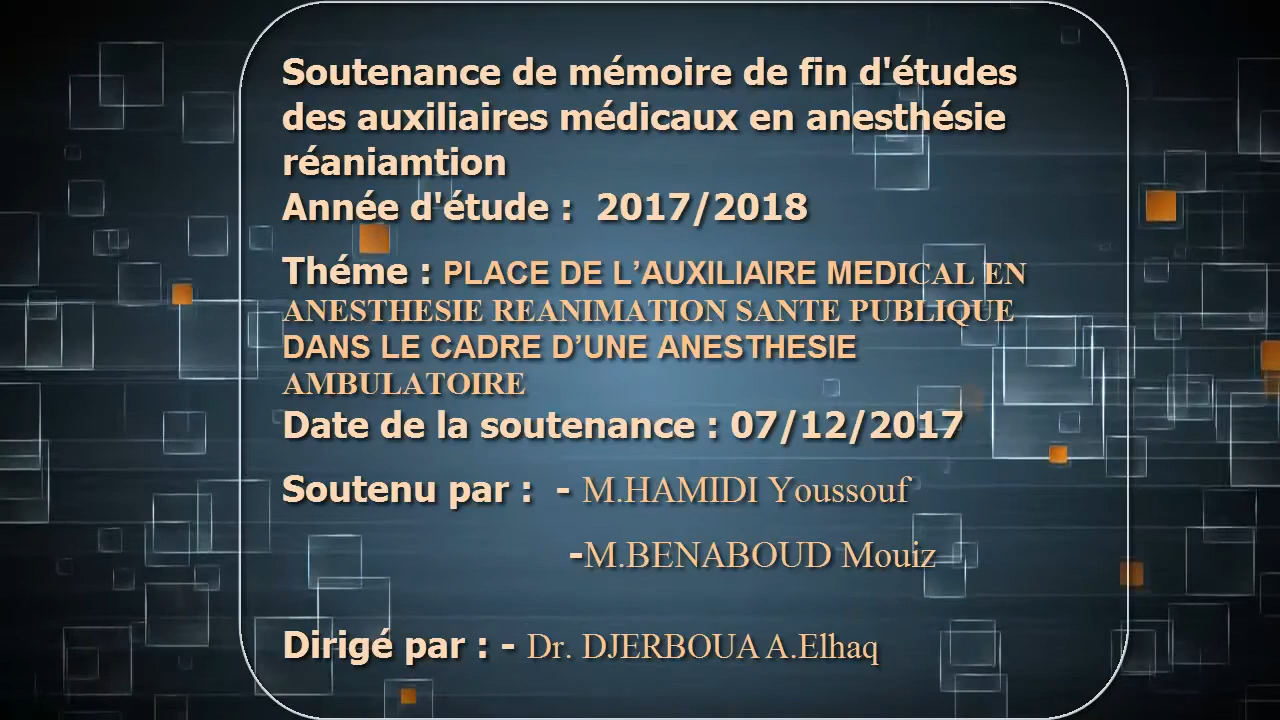 Soutenance de mémoire de fin d'études
des auxiliaires médicaux en anesthésie
réaniamtion
Année d'étude : 2017/2018
Théme : PLACE DE L’AUXILIAIRE MEDICAL EN
ANESTHESIE REANIMATION SANTE PUBLIQUE
DANS LE CADRE D’UNE ANESTHESIE
AMBULATOIRE
Date de la soutenance : 07/12/2017
Soutenu par : - M.HAMIDI Youssouf
-M.BENABOUD Mouiz
Dirigé par : - Dr. DJERBOUA A.Elhaq